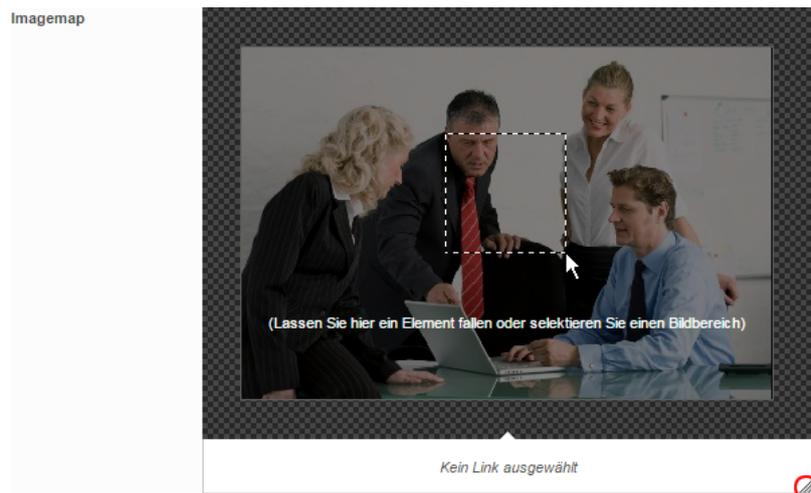 Imagemap
(Lassen Sie hier ein Element fallen oder selektieren Sie einen Bildbereich)
Kein Link ausgewählt